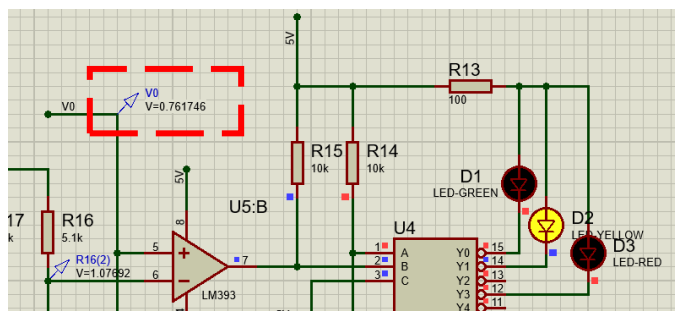 5V
V0
V0
V=0.761746
R13
100
R15
10k
R14
10k
D1
LED-GREEN
5V
U5:B
17
k
R16
5.1k
8
U4
D2
LED-YELLOW
D3
LED-RED
R16(2)
V=1.07692
5
6
7
LM393
1
2
3
A
B
C
Y0
Y1
Y2
Y3
Y4
15
14
13
12
11